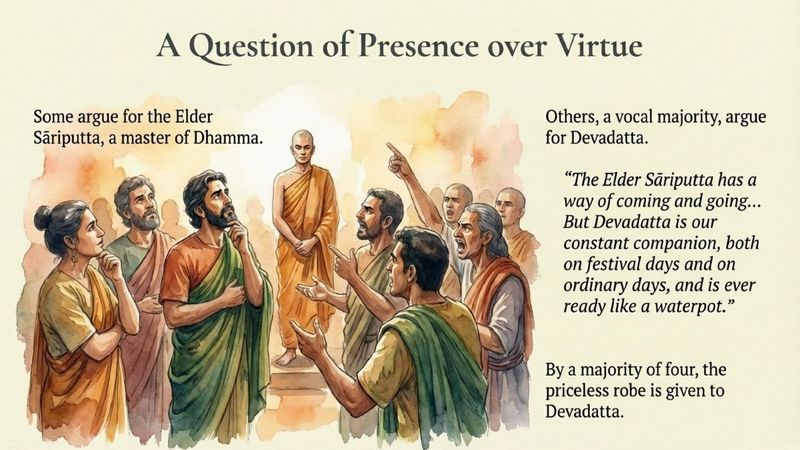 A Question of Presence over Virtue
Some argue for the Elder
Sāriputta, a master of Dhamma.
Others, a vocal majority, argue
for Devadatta.
“The Elder Sāriputta has a
way of coming and going...
But Devadatta is our
constant companion, both
on festival days and on
ordinary days, and is ever
ready like a waterpot.”
By a majority of four, the
priceless robe is given to
Devadatta.